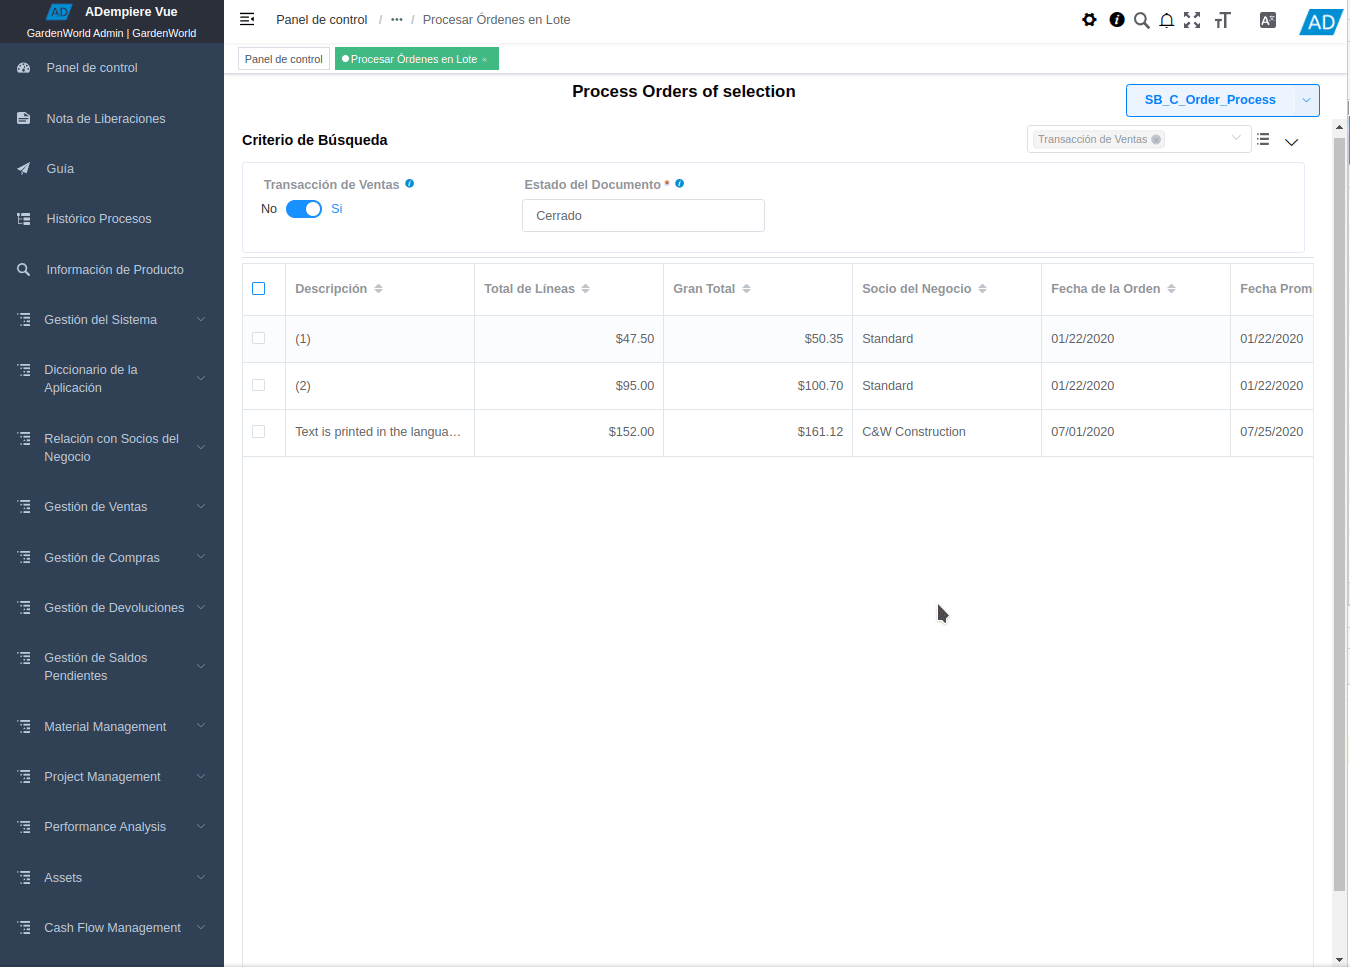 AD ADempiere Vue
GardenWorld Admin | GardenWorld
Panel de control
Nota de Liberaciones
Guía
Histórico Procesos
Información de Producto
Gestión del Sistema
Diccionario de la
Aplicación
Relación con Socios del
Negocio
Gestión de Ventas
Gestión de Compras
Gestión de Devoluciones
Gestión de Saldos
Pendientes
Material Management
Project Management
Performance Analysis
Assets
Cash Flow Management
Panel de control / ••• / Procesar Órdenes en Lote
AD
Panel de control
Procesar Órdenes en Lote ×
Process Orders of selection
SB_C_Order_Process
Criterio de Búsqueda
Transacción de Ventas
Transacción de Ventas
No Si
Estado del Documento *
Cerrado
Descripción Total de Líneas Gran Total Socio del Negocio Fecha de la Orden Fecha Prom
(1) $47.50 $50.35 Standard 01/22/2020 01/22/2020
(2) $95.00 $100.70 Standard 01/22/2020 01/22/2020
Text is printed in the langua… $152.00 $161.12 C&W Construction 07/01/2020 07/25/2020